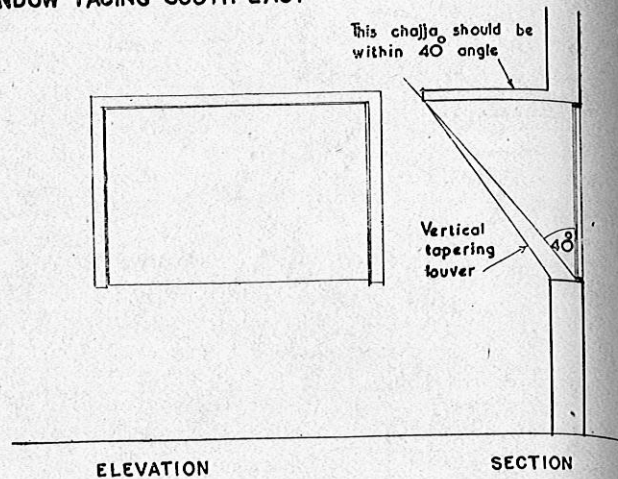 NDOW FACING SOUTH EAST
This chajja should be
within 40° angle
Vertical
tapering
louver
40°
ELEVATION
SECTION